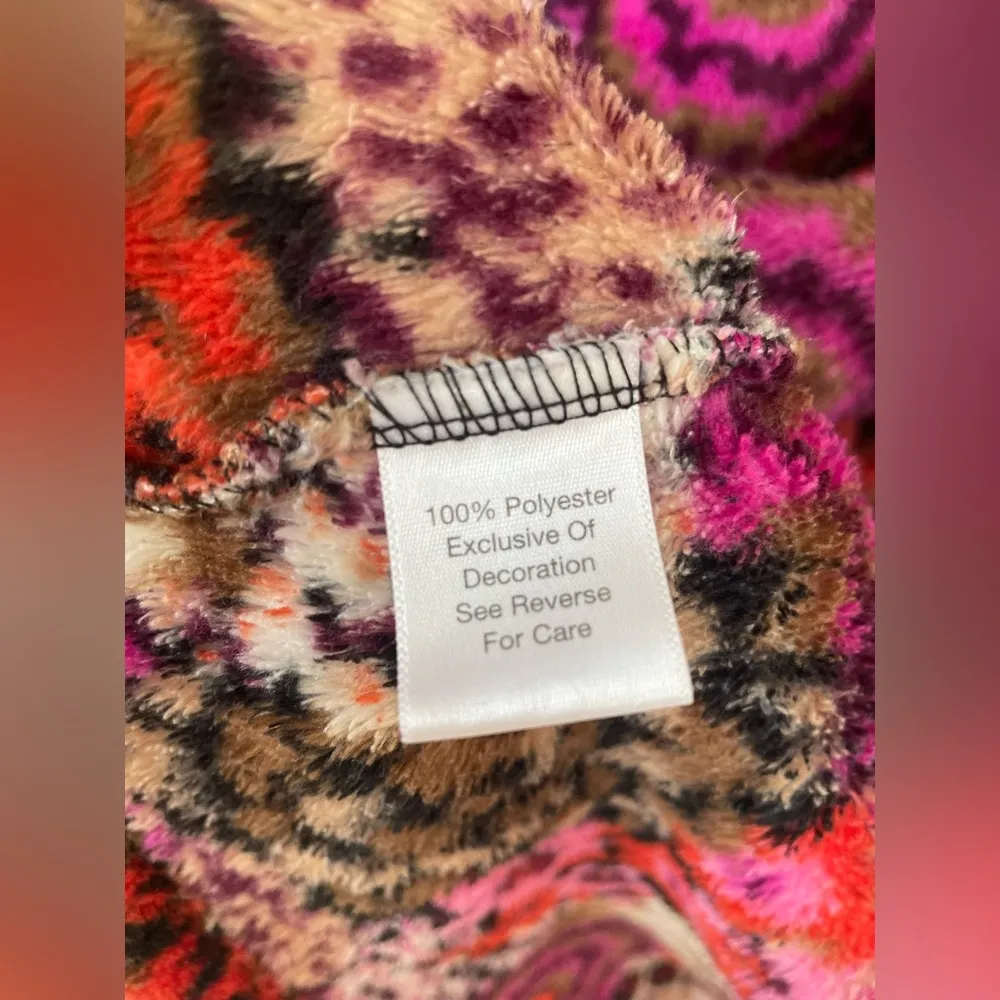 100% Polyester
Exclusive Of
Decoration
See Reverse
For Care